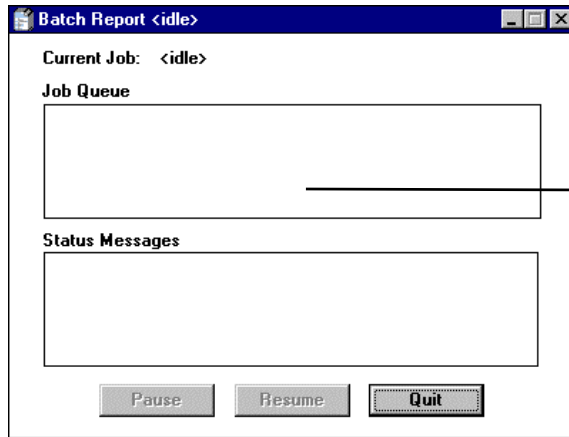 Batch Report <idle>
Current Job: <idle>
Job Queue
Status Messages
Pause Resume Quit